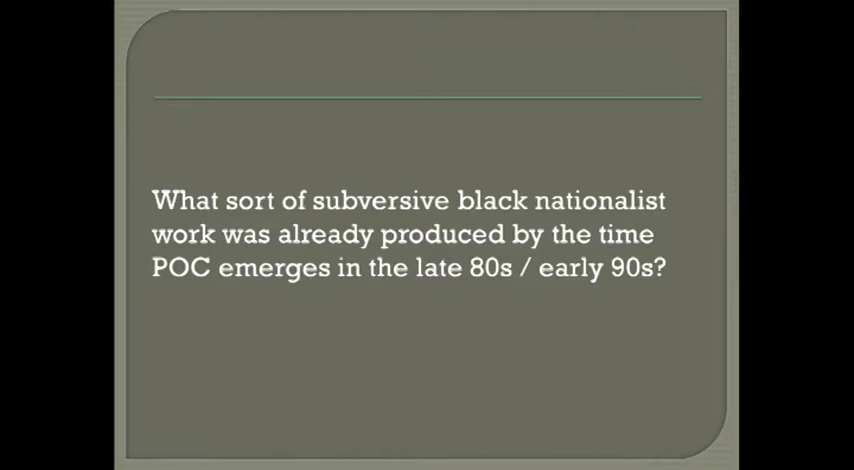 What sort of subversive black nationalist
work was already produced by the time
POC emerges in the late 80s / early 90s?